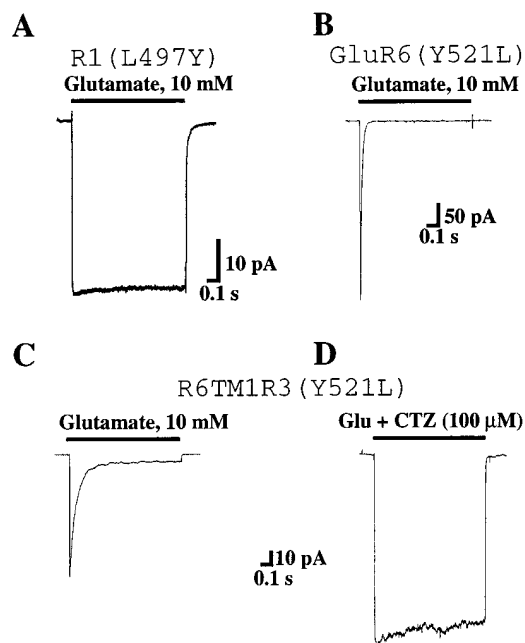 A
R1(L497Y)
Glutamate, 10 mM
10 pA
0.1 s
B
GluR6(Y521L)
Glutamate, 10 mM
50 pA
0.1 s
C
D
R6TM1R3(Y521L)
Glutamate, 10 mM
Glu + CTZ (100 µM)
10 pA
0.1 s